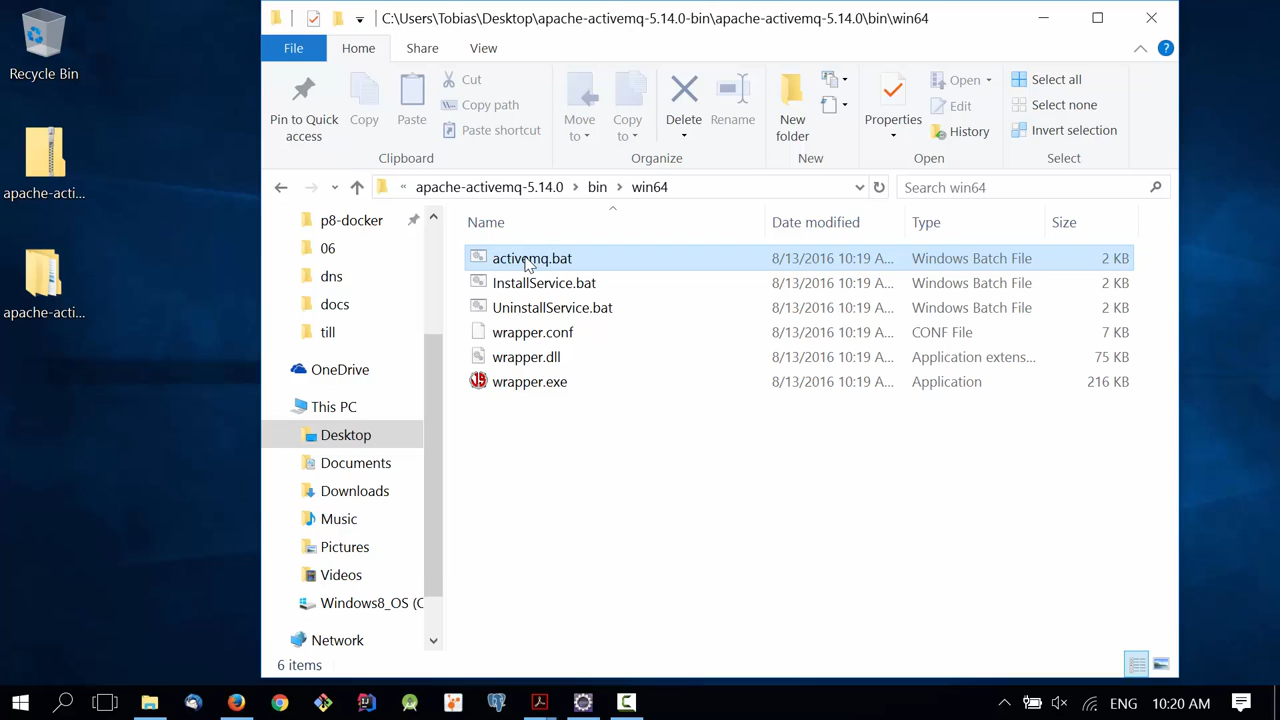 Recycle Bin
apache-acti...
apache-acti...
C:\Users\Tobias\Desktop\apache-activemq-5.14.0-bin\apache-activemq-5.14.0\bin\win64
File Home Share View
Pin to Quick access
Copy
Paste
Cut
Copy path
Paste shortcut
Clipboard
Move to
Copy to
Delete
Rename
Organize
New folder
New
Properties
Open
Edit
History
Open
Select all
Select none
Invert selection
Select
« apache-activemq-5.14.0 > bin > win64
Search win64
p8-docker
06
dns
docs
till
OneDrive
This PC
Desktop
Documents
Downloads
Music
Pictures
Videos
Windows8_OS (C
Network
Name Date modified Type Size
activemq.bat 8/13/2016 10:19 A... Windows Batch File 2 KB
InstallService.bat 8/13/2016 10:19 A... Windows Batch File 2 KB
UninstallService.bat 8/13/2016 10:19 A... Windows Batch File 2 KB
wrapper.conf 8/13/2016 10:19 A... CONF File 7 KB
wrapper.dll 8/13/2016 10:19 A... Application extens... 75 KB
wrapper.exe 8/13/2016 10:19 A... Application 216 KB
6 items
ENG 10:20 AM